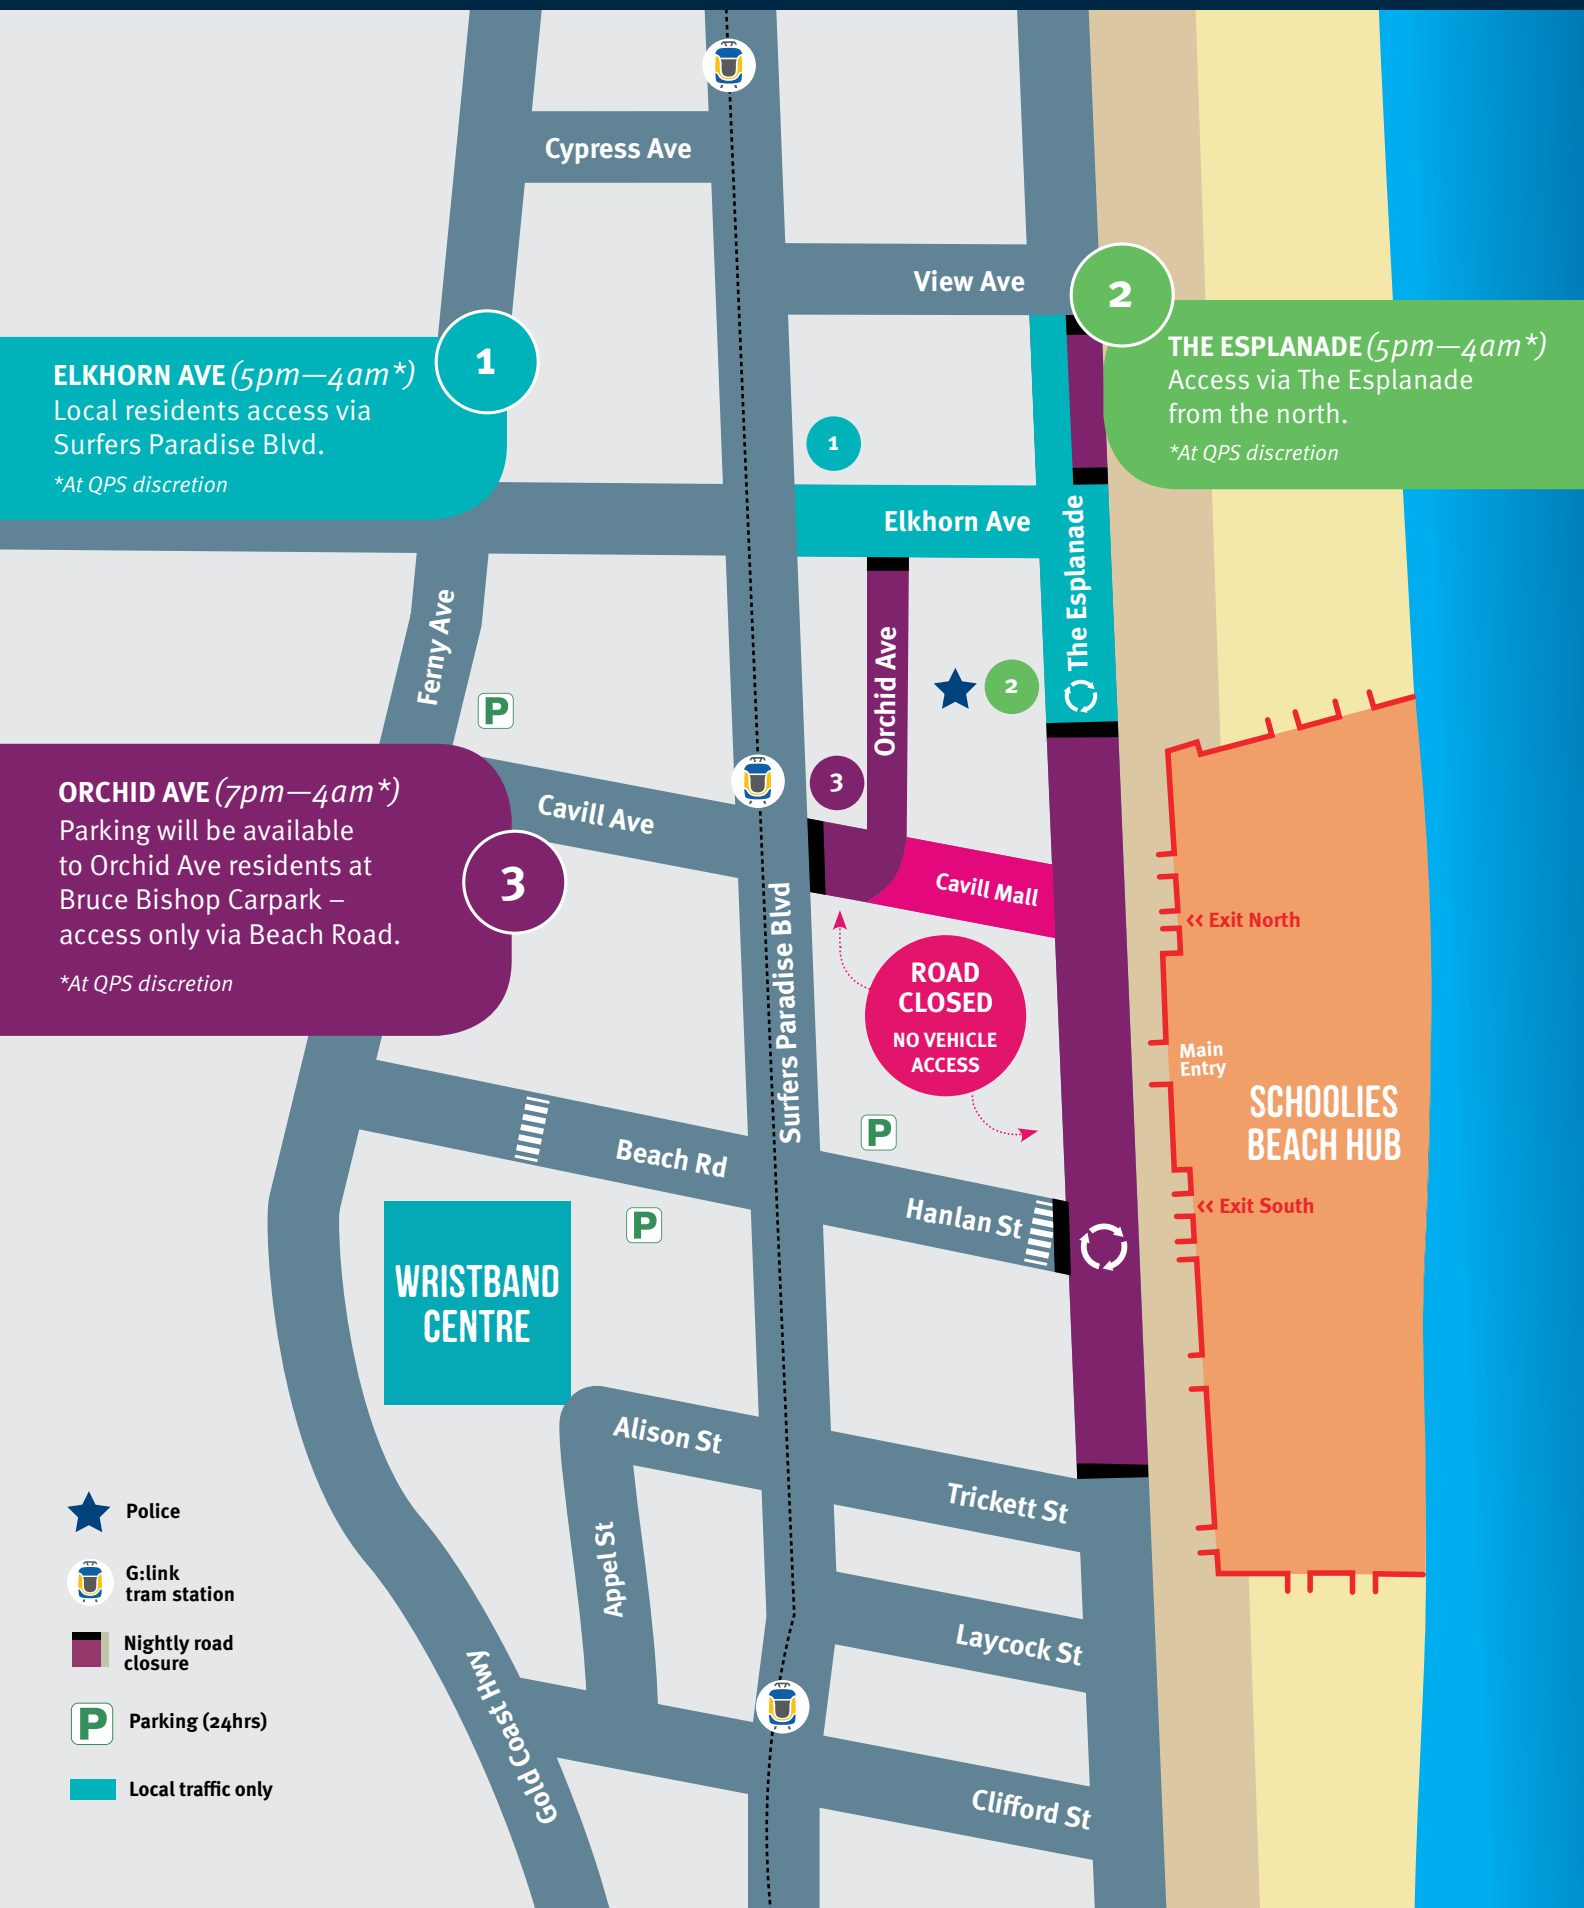 Cypress Ave
View Ave
2
THE ESPLANADE (5pm—4am*)
Access via The Esplanade
from the north.
*At QPS discretion
1
ELKHORN AVE (5pm—4am*)
Local residents access via
Surfers Paradise Blvd.
*At QPS discretion
1
Elkhorn Ave
The Esplanade
Ferny Ave
Orchid Ave
2
P
3
ORCHID AVE (7pm—4am*)
Parking will be available
to Orchid Ave residents at
Bruce Bishop Carpark –
access only via Beach Road.
*At QPS discretion
3
Cavill Ave
Cavill Mall
Surfers Paradise Blvd
<< Exit North
ROAD
CLOSED
NO VEHICLE
ACCESS
Main
Entry
SCHOOLIES
BEACH HUB
P
Beach Rd
Hanlan St
<< Exit South
P
WRISTBAND
CENTRE
Alison St
Trickett St
Appel St
Laycock St
Gold Coast Hwy
Clifford St
Police
G:link
tram station
Nightly road
closure
P
Parking (24hrs)
Local traffic only